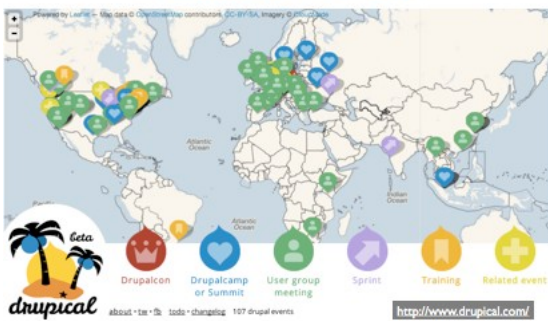 +
Powered by Leaflet — Map data © OpenStreetMap contributors, CC-BY-SA, Imagery © CloudMade
-
Atlantic
Ocean
Atlantic
Ocean
Indian
Ocean
beta
drupical
Drupalcon
Drupalcamp
or Summit
User group
meeting
Sprint
Training
Related event
about • tw • fb todo • changelog 107 drupal events
http://www.drupical.com/